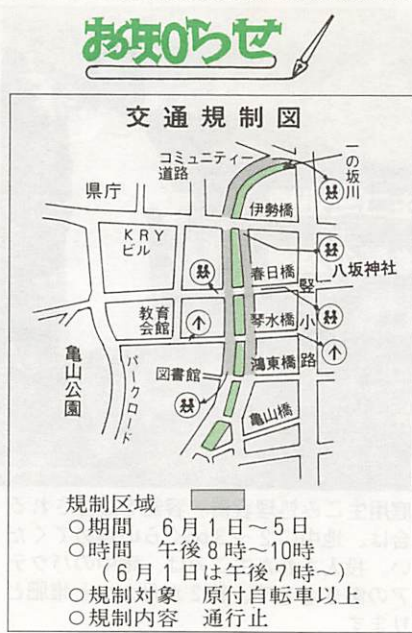 お知らせ
交通規制図
コミュニティー
道路
一の坂川
県庁
伊勢橋
KRY
ビル
春日橋
八坂神社
竪小路
教育
会館
琴水橋
図書館
鴻東橋
亀山公園
パークロード
亀山橋
規制区域
○期間 6月1日〜5日
○時間 午後8時〜10時
(6月1日は午後7時〜)
○規制対象 原付自転車以上
○規制内容 通行止